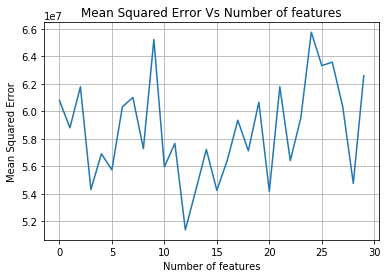 Mean Squared Error Vs Number of features
1e7
6.6
6.4
6.2
6.0
5.8
5.6
5.4
5.2
Mean Squared Error
0 5 10 15 20 25 30
Number of features